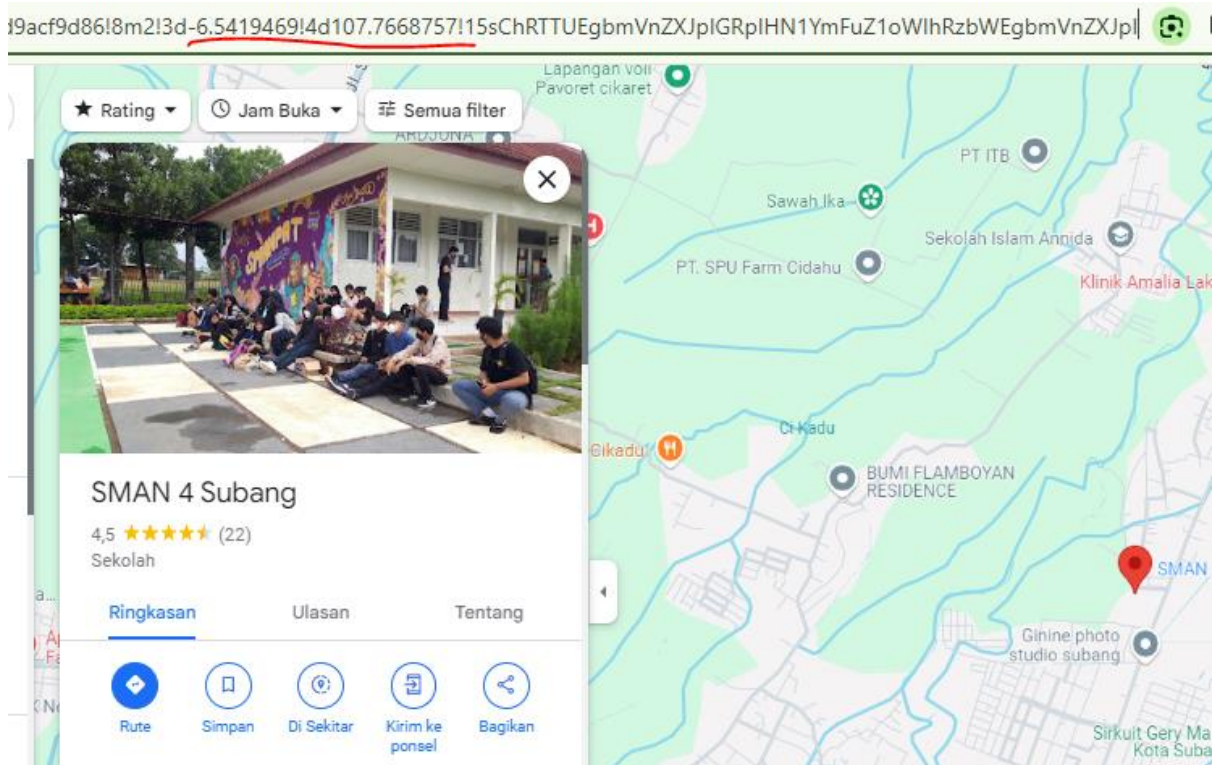 d9acf9d86!8m2!3d-6.5419469!4d107.7668757!15sChRTTUEgbmVnZXJpIGRpIHN1YmFuZ1oWIhRzbWEgbmVnZXJpI
Lapangan voli
Pavoret cikaret
Rating
Jam Buka
Semua filter
ARDJUNA
PT ITB
Sawah Ika
Sekolah Islam Annida
PT. SPU Farm Cidahu
Klinik Amalia Lak
Cikadu
Ci Kadu
BUMI FLAMBOYAN
RESIDENCE
SMAN 4 Subang
4,5
(22)
Sekolah
Ringkasan
Ulasan
Tentang
SMAN
Ginine photo
studio subang
Rute
Simpan
Di Sekitar
Kirim ke
ponsel
Bagikan
Sirkuit Gery Ma
Kota Suba